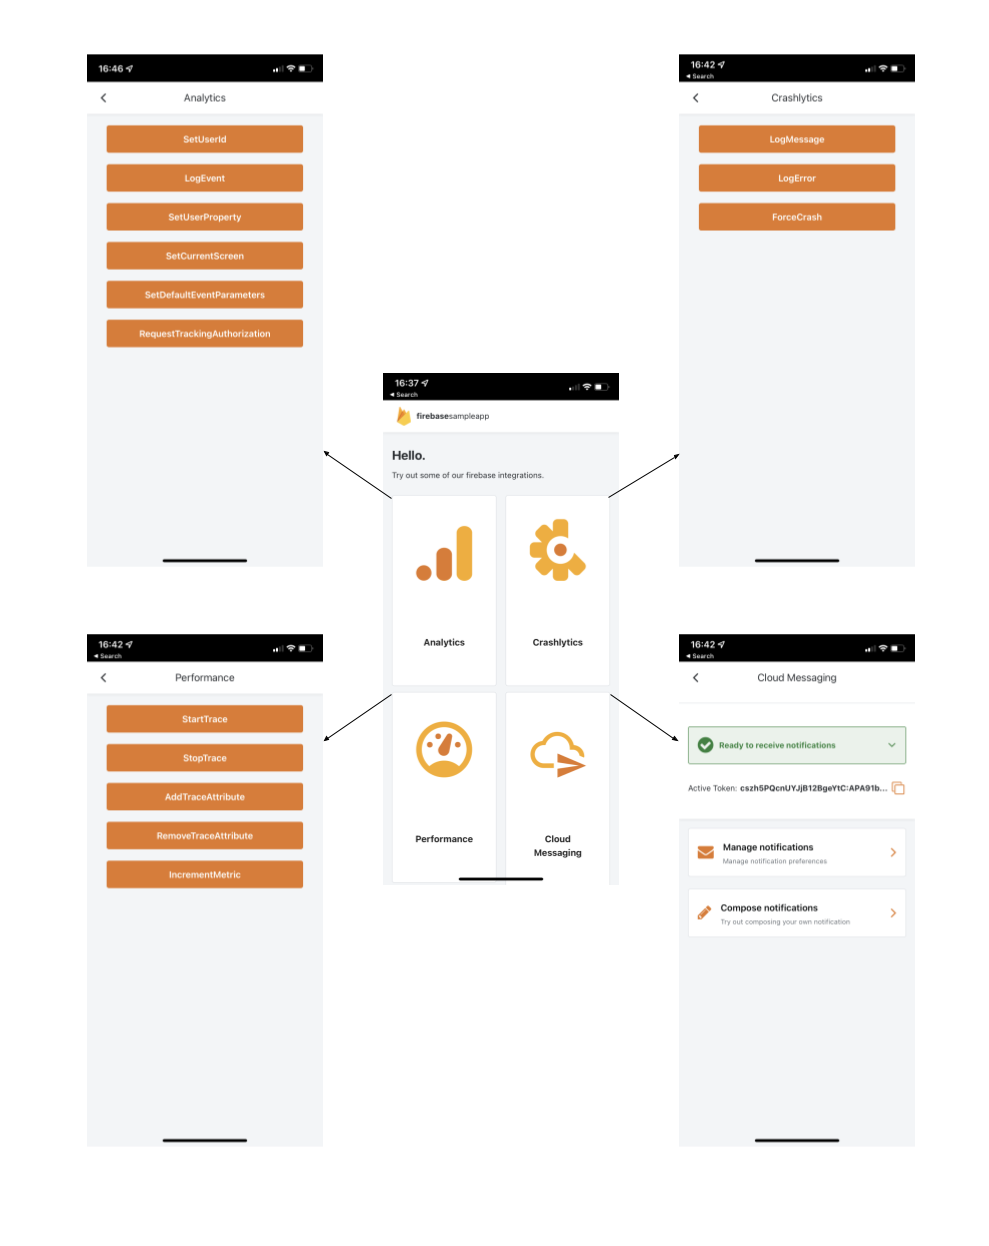 16:46
Analytics
SetUserId
LogEvent
SetUserProperty
SetCurrentScreen
SetDefaultEventParameters
RequestTrackingAuthorization
16:42
Search
Crashlytics
LogMessage
LogError
ForceCrash
16:37
Search
firebasesampleapp
Hello.
Try out some of our firebase integrations.
Analytics
Crashlytics
Performance
Cloud
Messaging
16:42
Search
Performance
StartTrace
StopTrace
AddTraceAttribute
RemoveTraceAttribute
IncrementMetric
16:42
Search
Cloud Messaging
Ready to receive notifications
Active Token: cszh5PQcnUYJjB12BgeYtC:APA91b...
Manage notifications
Manage notification preferences
Compose notifications
Try out composing your own notification